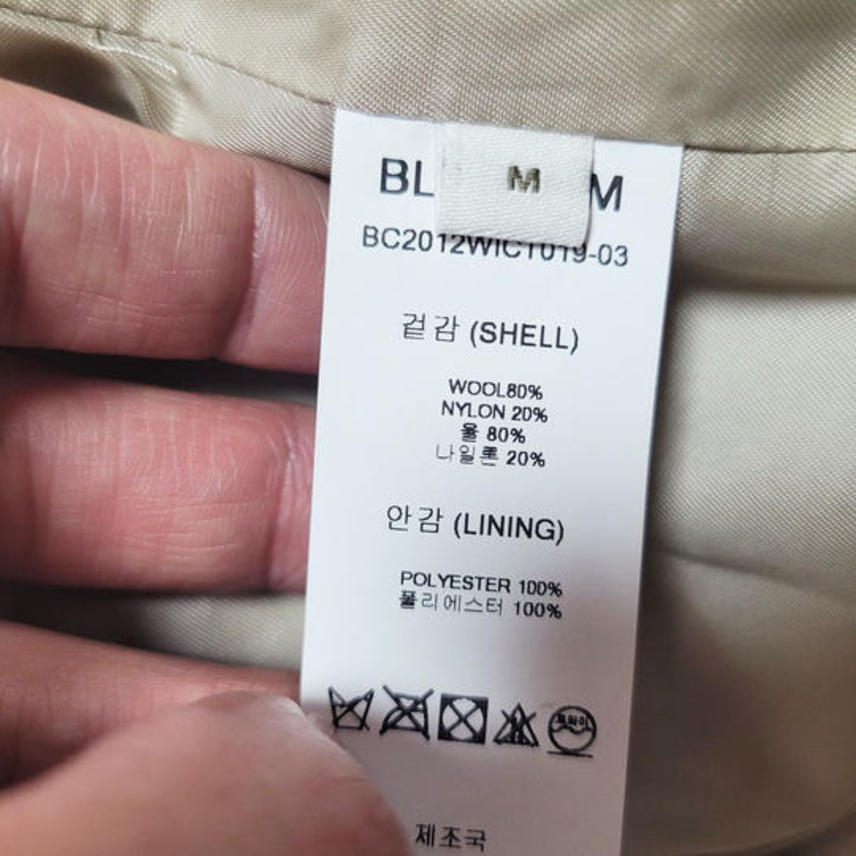 M
BC2012WIC1019-03
겉감 (SHELL)
WOOL80%
NYLON 20%
울 80%
나일론 20%
안감 (LINING)
POLYESTER 100%
폴리에스터 100%
제조국